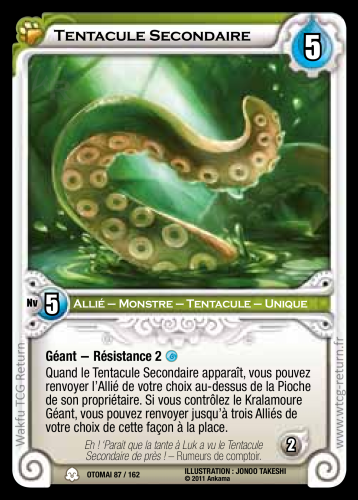 Tentacule Secondaire
5
Nv 5 Allié – Monstre – Tentacule – Unique
Géant – Résistance 2
Quand le Tentacule Secondaire apparaît, vous pouvez
renvoyer l'Allié de votre choix au-dessus de la Pioche
de son propriétaire. Si vous contrôlez le Kralamoure
Géant, vous pouvez renvoyer jusqu'à trois Alliés de
votre choix de cette façon à la place.
Eh ! 'Parait que la tante à Luk a vu le Tentacule
Secondaire de près ! – Rumeurs de comptoir.
2
OTOMAI 87 / 162
ILLUSTRATION : JONOO TAKESHI
© 2011 Ankama
Wakfu-TCG-Return
www.wtcg-return.fr